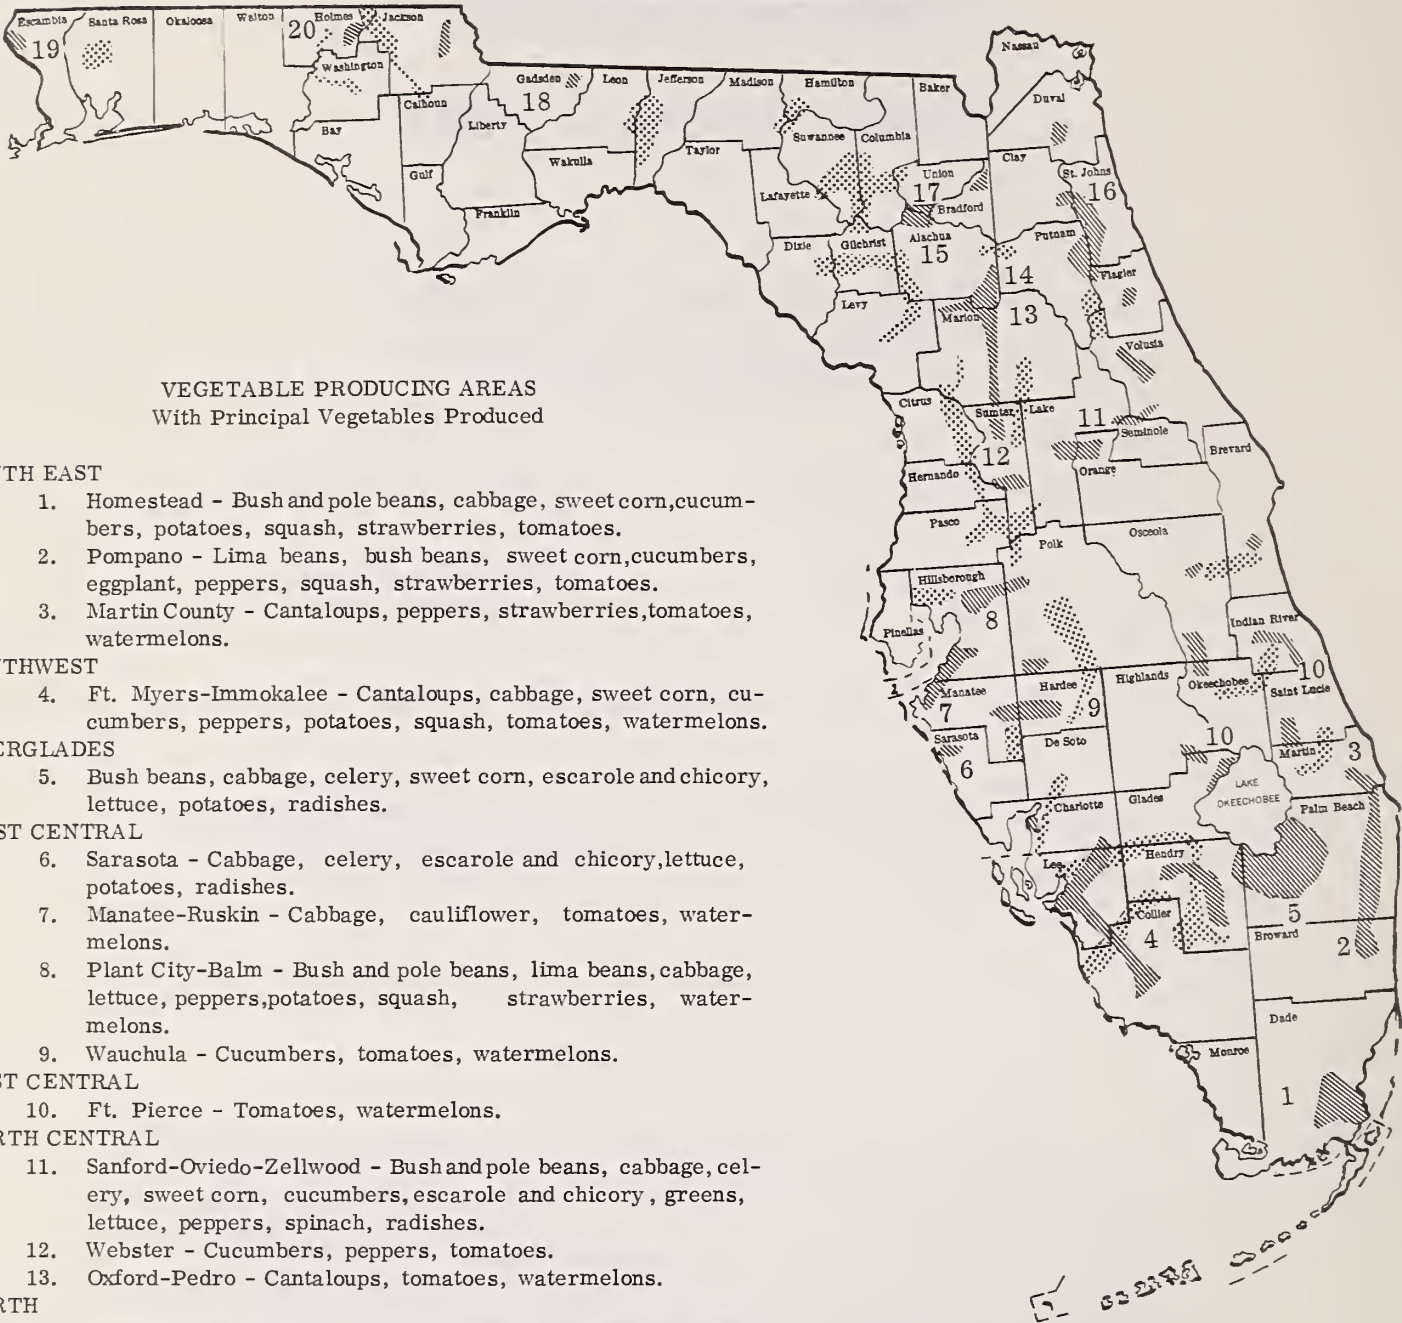 Escambia
Santa Rosa
Okaloosa
Walton
Holmes
Jackson
19
20
Washington
Bay
Calhoun
Gulf
Liberty
Franklin
Gadsden
18
Leon
Wakulla
Jefferson
Madison
Taylor
Hamilton
Suwannee
Lafayette
Dixie
Columbia
Gilchrist
Levy
Baker
Union
17
Bradford
Alachua
15
Nassau
Duval
Clay
St. Johns
16
Putnam
14
Flagler
Marion
13
Volusia
Citrus
Sumter
Lake
11
Seminole
12
Hernando
Orange
Brevard
Pasco
Polk
Osceola
Hillsborough
8
Pinellas
Indian River
10
Manatee
7
Hardee
9
Highlands
Okeechobee
Saint Lucie
Sarasota
6
De Soto
10
Martin
3
Charlotte
Glades
LAKE
OKEECHOBEE
Palm Beach
Lee
Hendry
5
Collier
4
Broward
2
Dade
Monroe
1
VEGETABLE PRODUCING AREAS
With Principal Vegetables Produced
TH EAST
1. Homestead - Bush and pole beans, cabbage, sweet corn, cucum-
bers, potatoes, squash, strawberries, tomatoes.
2. Pompano - Lima beans, bush beans, sweet corn, cucumbers,
eggplant, peppers, squash, strawberries, tomatoes.
3. Martin County - Cantaloups, peppers, strawberries, tomatoes,
watermelons.
THWEST
4. Ft. Myers-Immokalee - Cantaloups, cabbage, sweet corn, cu-
cumbers, peppers, potatoes, squash, tomatoes, watermelons.
ERGLADES
5. Bush beans, cabbage, celery, sweet corn, escarole and chicory,
lettuce, potatoes, radishes.
ST CENTRAL
6. Sarasota - Cabbage, celery, escarole and chicory, lettuce,
potatoes, radishes.
7. Manatee-Ruskin - Cabbage, cauliflower, tomatoes, water-
melons.
8. Plant City-Balm - Bush and pole beans, lima beans, cabbage,
lettuce, peppers, potatoes, squash, strawberries, water-
melons.
9. Wauchula - Cucumbers, tomatoes, watermelons.
ST CENTRAL
10. Ft. Pierce - Tomatoes, watermelons.
RTH CENTRAL
11. Sanford-Oviedo-Zellwood - Bush and pole beans, cabbage, cel-
ery, sweet corn, cucumbers, escarole and chicory, greens,
lettuce, peppers, spinach, radishes.
12. Webster - Cucumbers, peppers, tomatoes.
13. Oxford-Pedro - Cantaloups, tomatoes, watermelons.
RTH